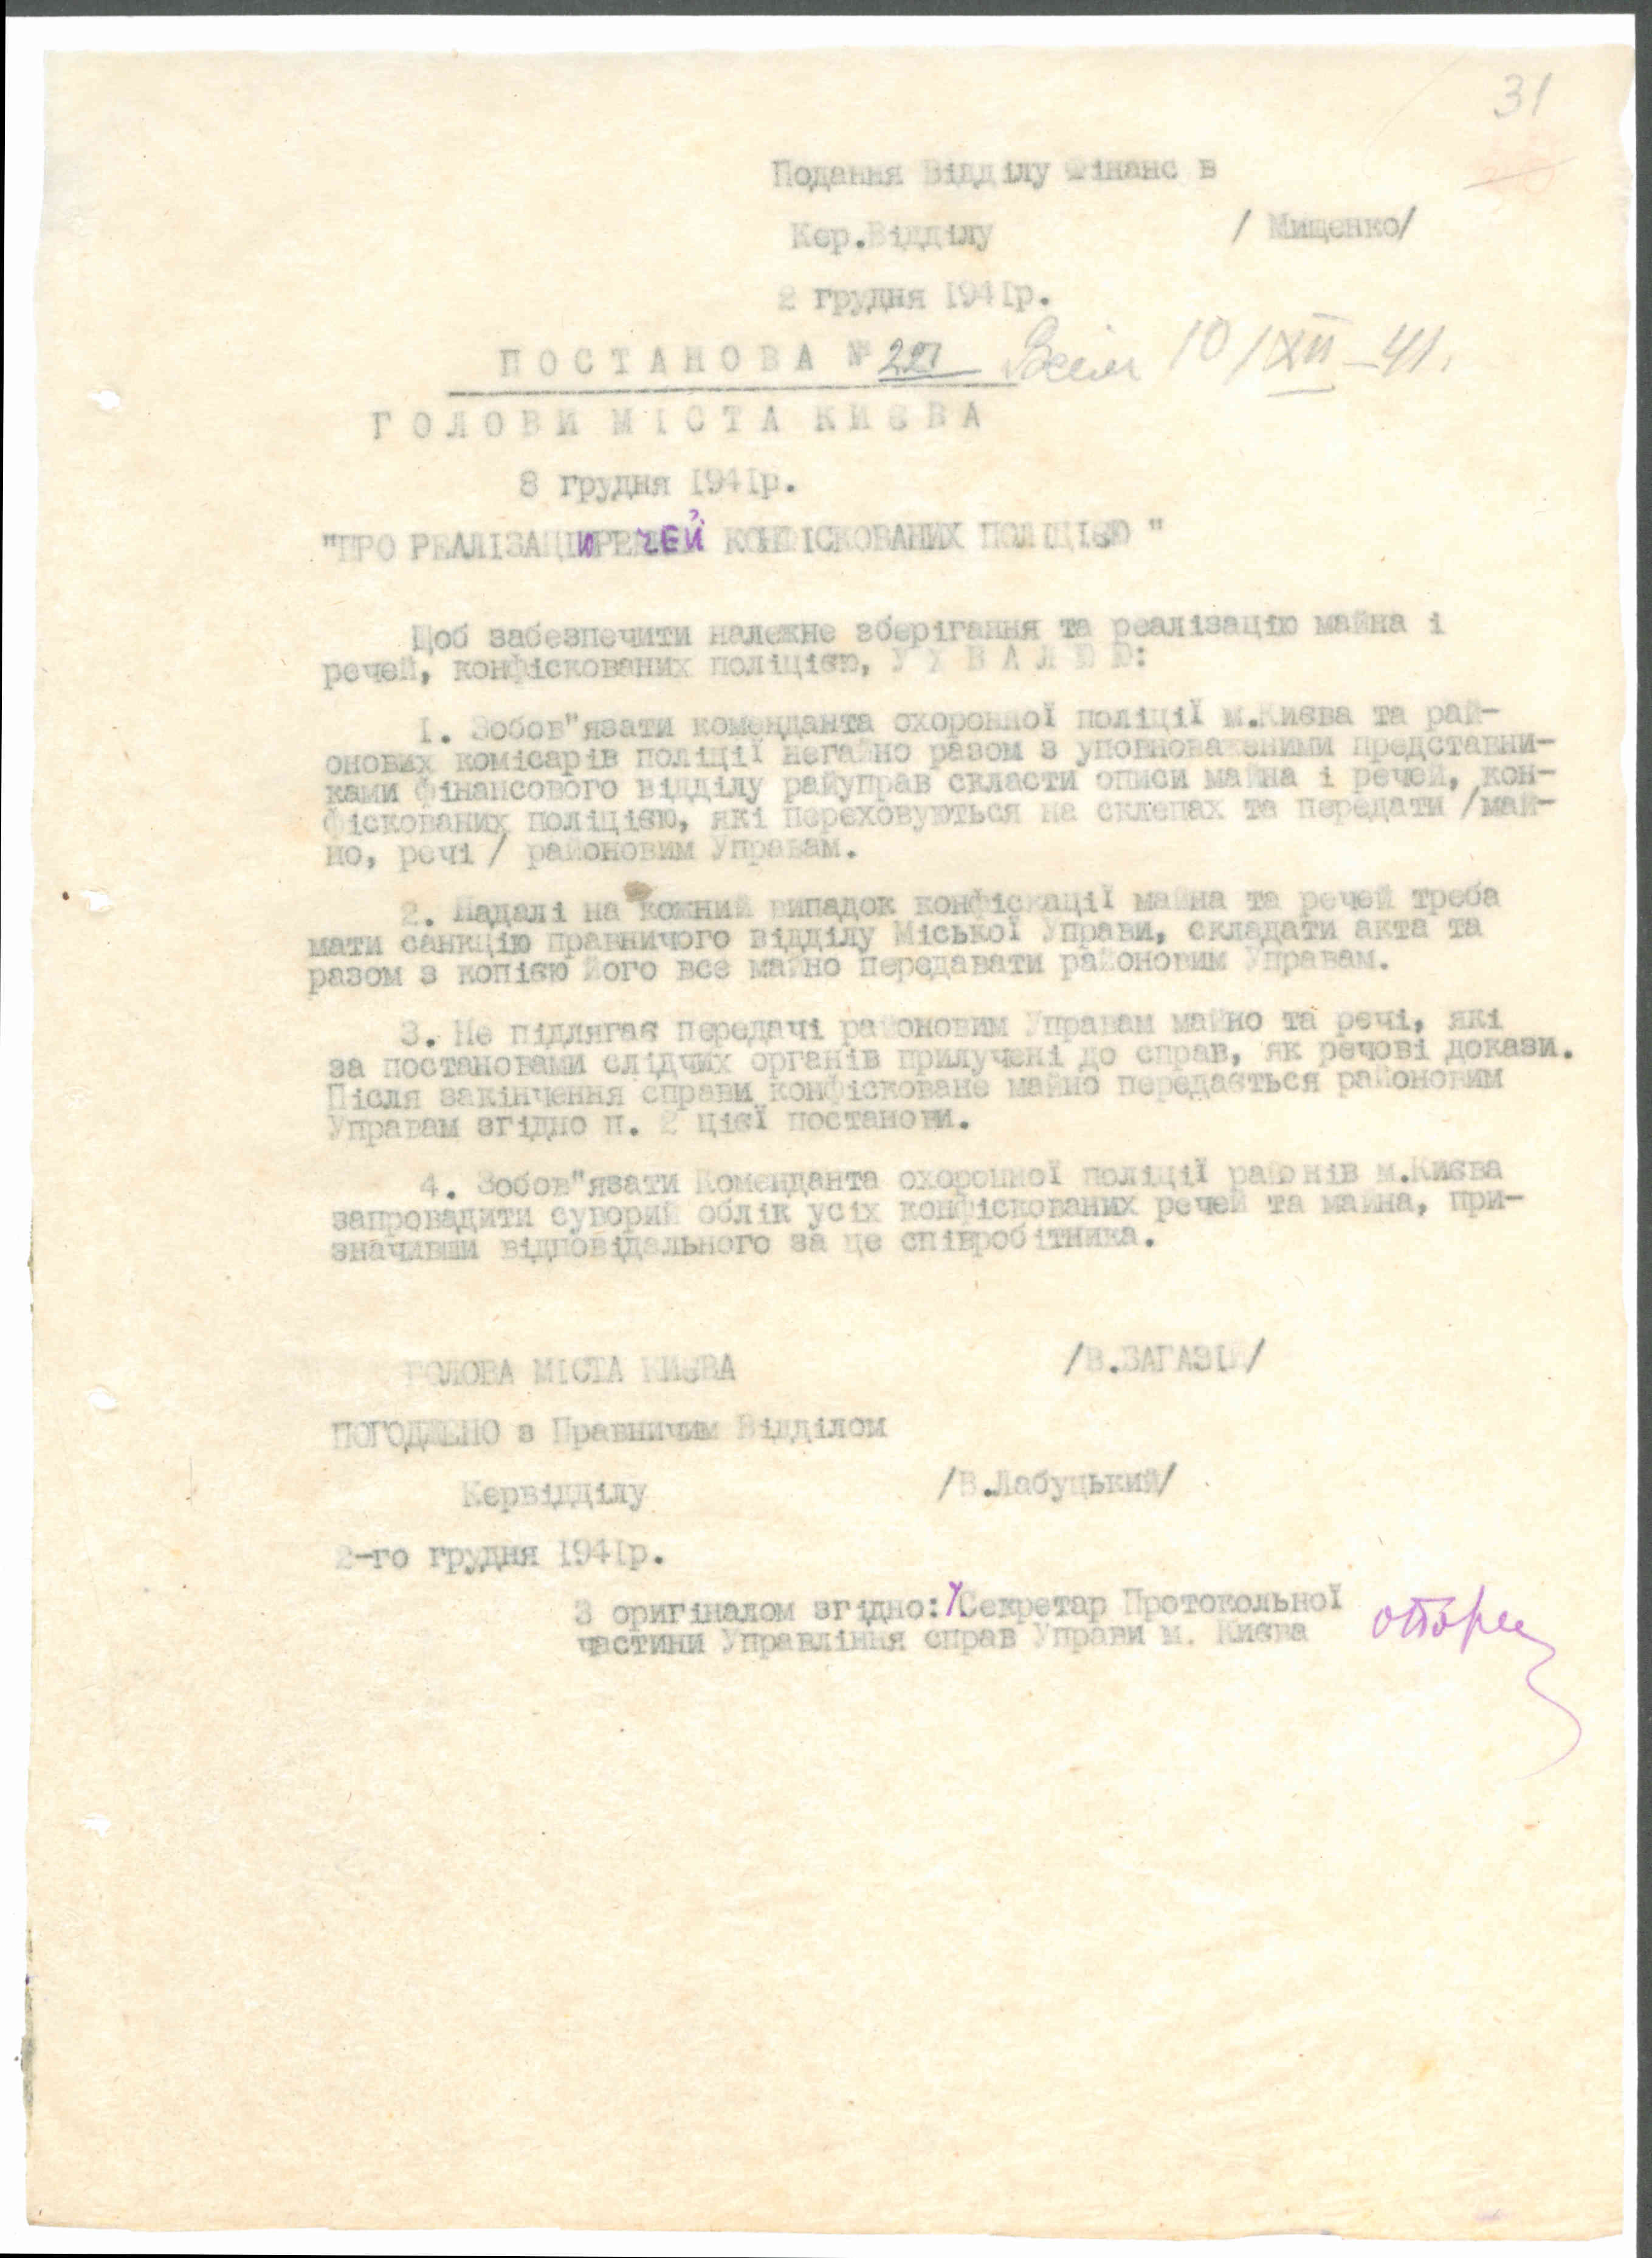 31
Подання Відділу Фінанс в
Кер.Відділу / Мищенко/
2 грудня 1941р.
ПОСТАНОВА № 227 Всім 10/XII-41.
ГОЛОВИ МІСТА КИЄВА
8 грудня 1941р.
"ПРО РЕАЛІЗАЦІЮ РЕЧЕЙ КОНФІСКОВАНИХ ПОЛІЦІЄЮ "
Щоб забезпечити належне зберігання та реалізацію майна і
речей, конфіскованих поліцією, У Х В А Л Ю Ю:
1. Зобов"язати коменданта охоронної поліції м.Києва та рай-
онових комісарів поліції негайно разом з уповноваженими представни-
ками фінансового відділу райуправ скласти описи майна і речей, кон-
фіскованих поліцією, які переховуються на склепах та передати /май-
но, речі / районовим Управам.
2. Надалі на кожний випадок конфіскації майна та речей треба
мати санкцію правничого відділу Міської Управи, складати акта та
разом з копією його все майно передавати районовим Управам.
3. Не підлягає передачі районовим Управам майно та речі, які
за постановами слідчих органів прилучені до справ, як речові докази.
Після закінчення справи конфісковане майно передається районовим
Управам згідно п. 2 цієї постанови.
4. Зобов"язати Коменданта охоронної поліції районів м.Києва
запровадити суворий облік усіх конфіскованих речей та майна, при-
значивши відповідального за це співробітника.
ГОЛОВА МІСТА КИЄВА /В.БАГАЗІЙ/
ПОГОДЖЕНО з Правничим Відділом
Кервідділу /В.Лабуцький/
2-го грудня 1941р.
З оригіналом згідно: Секретар Протокольної
частини Управління справ Управи м. Києва